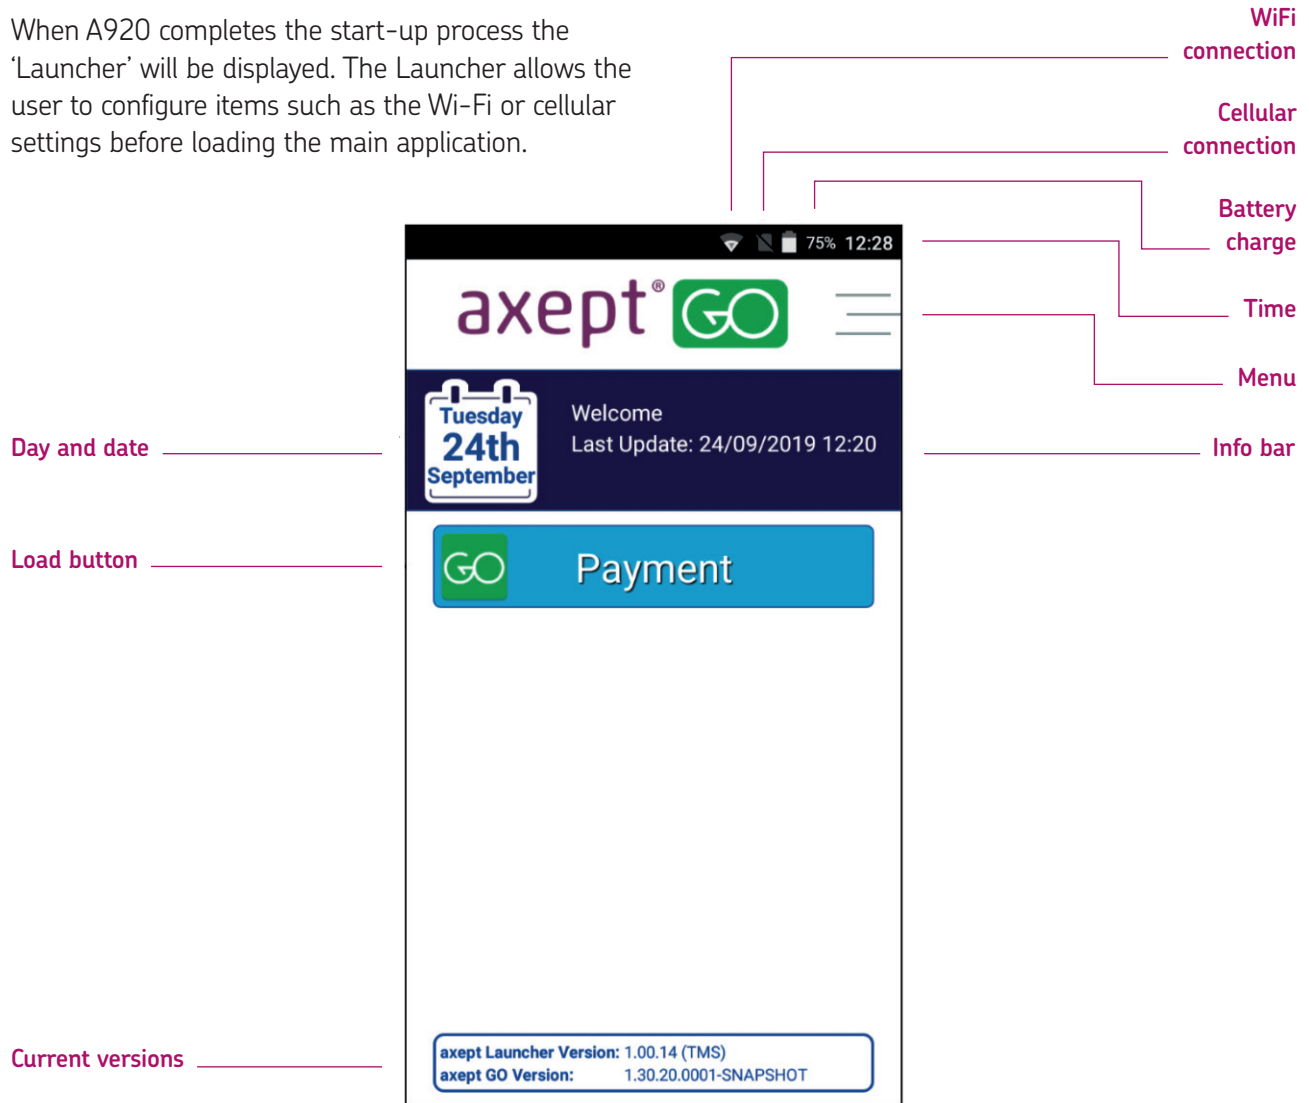 When A920 completes the start-up process the
‘Launcher’ will be displayed. The Launcher allows the
user to configure items such as the Wi-Fi or cellular
settings before loading the main application.
WiFi
connection
Cellular
connection
Battery
charge
Time
Menu
Info bar
Day and date
Load button
Current versions
75% 12:28
axept® GO
Tuesday
24th
September
Welcome
Last Update: 24/09/2019 12:20
GO Payment
axept Launcher Version: 1.00.14 (TMS)
axept GO Version: 1.30.20.0001-SNAPSHOT